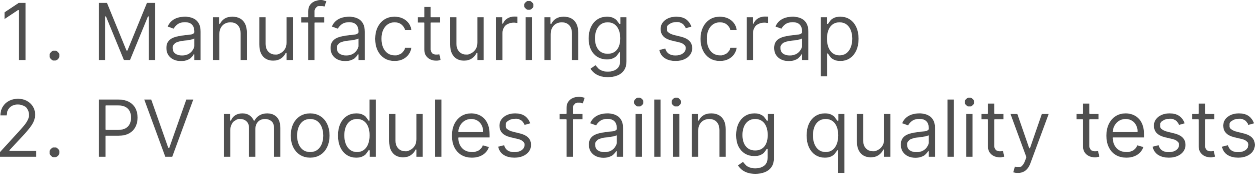 1. Manufacturing scrap
2. PV modules failing quality tests